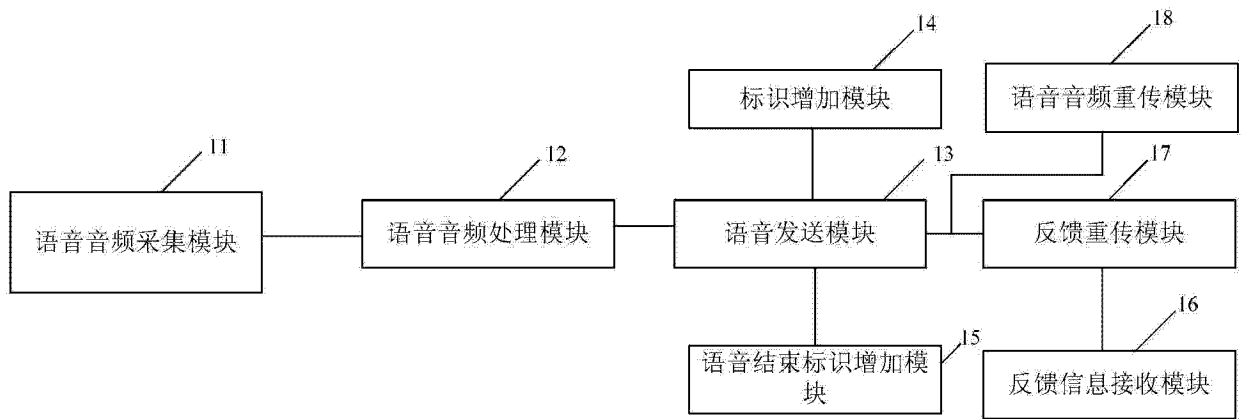 14
18
标识增加模块
语音音频重传模块
11
12
13
17
语音音频采集模块
语音音频处理模块
语音发送模块
反馈重传模块
15
16
语音结束标识增加模
块
反馈信息接收模块